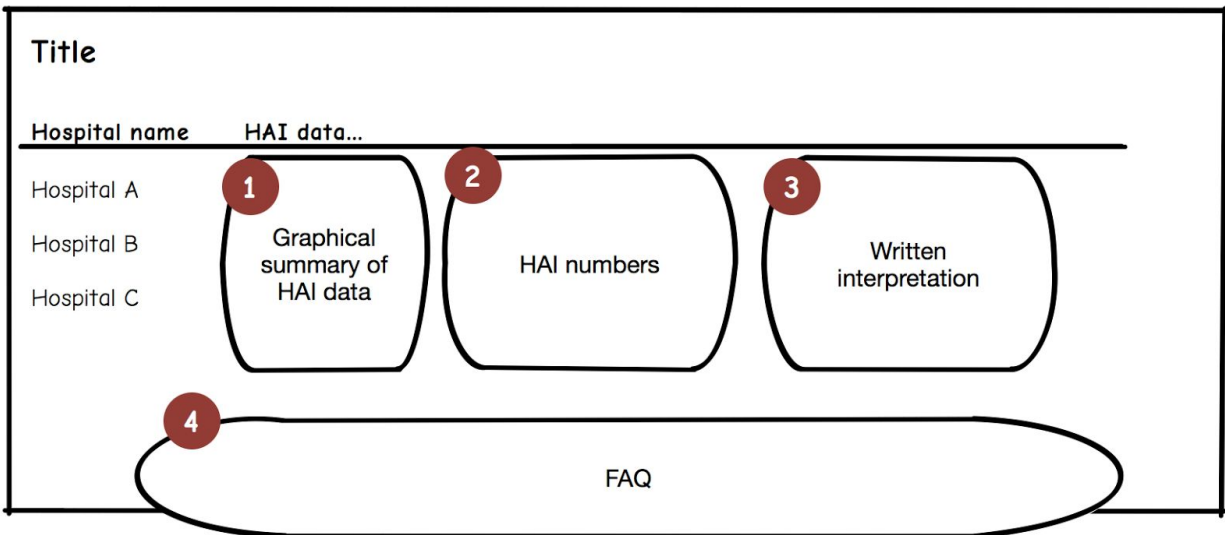 Title
Hospital name HAI data...
Hospital A
Hospital B
Hospital C
1
Graphical
summary of
HAI data
2
HAI numbers
3
Written
interpretation
4
FAQ